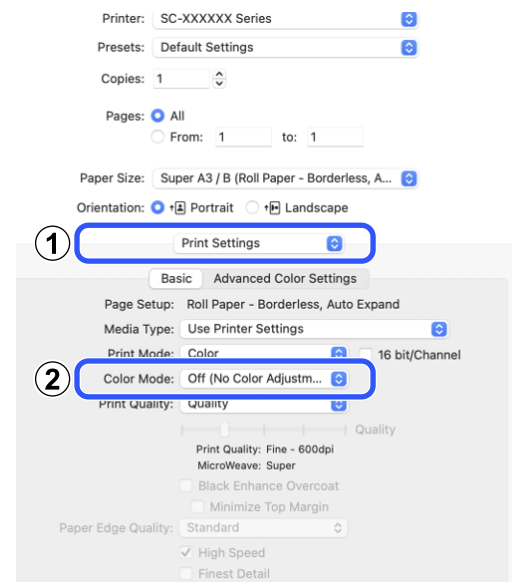 Printer: SC-XXXXXX Series
Presets: Default Settings
Copies: 1
Pages: All
From: 1 to: 1
Paper Size: Super A3 / B (Roll Paper - Borderless, A...
Orientation: Portrait Landscape
1 Print Settings
Basic Advanced Color Settings
Page Setup: Roll Paper - Borderless, Auto Expand
Media Type: Use Printer Settings
Print Mode: Color 16 bit/Channel
2 Color Mode: Off (No Color Adjustm...
Print Quality: Quality
Quality
Print Quality: Fine - 600dpi
MicroWeave: Super
Black Enhance Overcoat
Minimize Top Margin
Paper Edge Quality: Standard
High Speed
Finest Detail